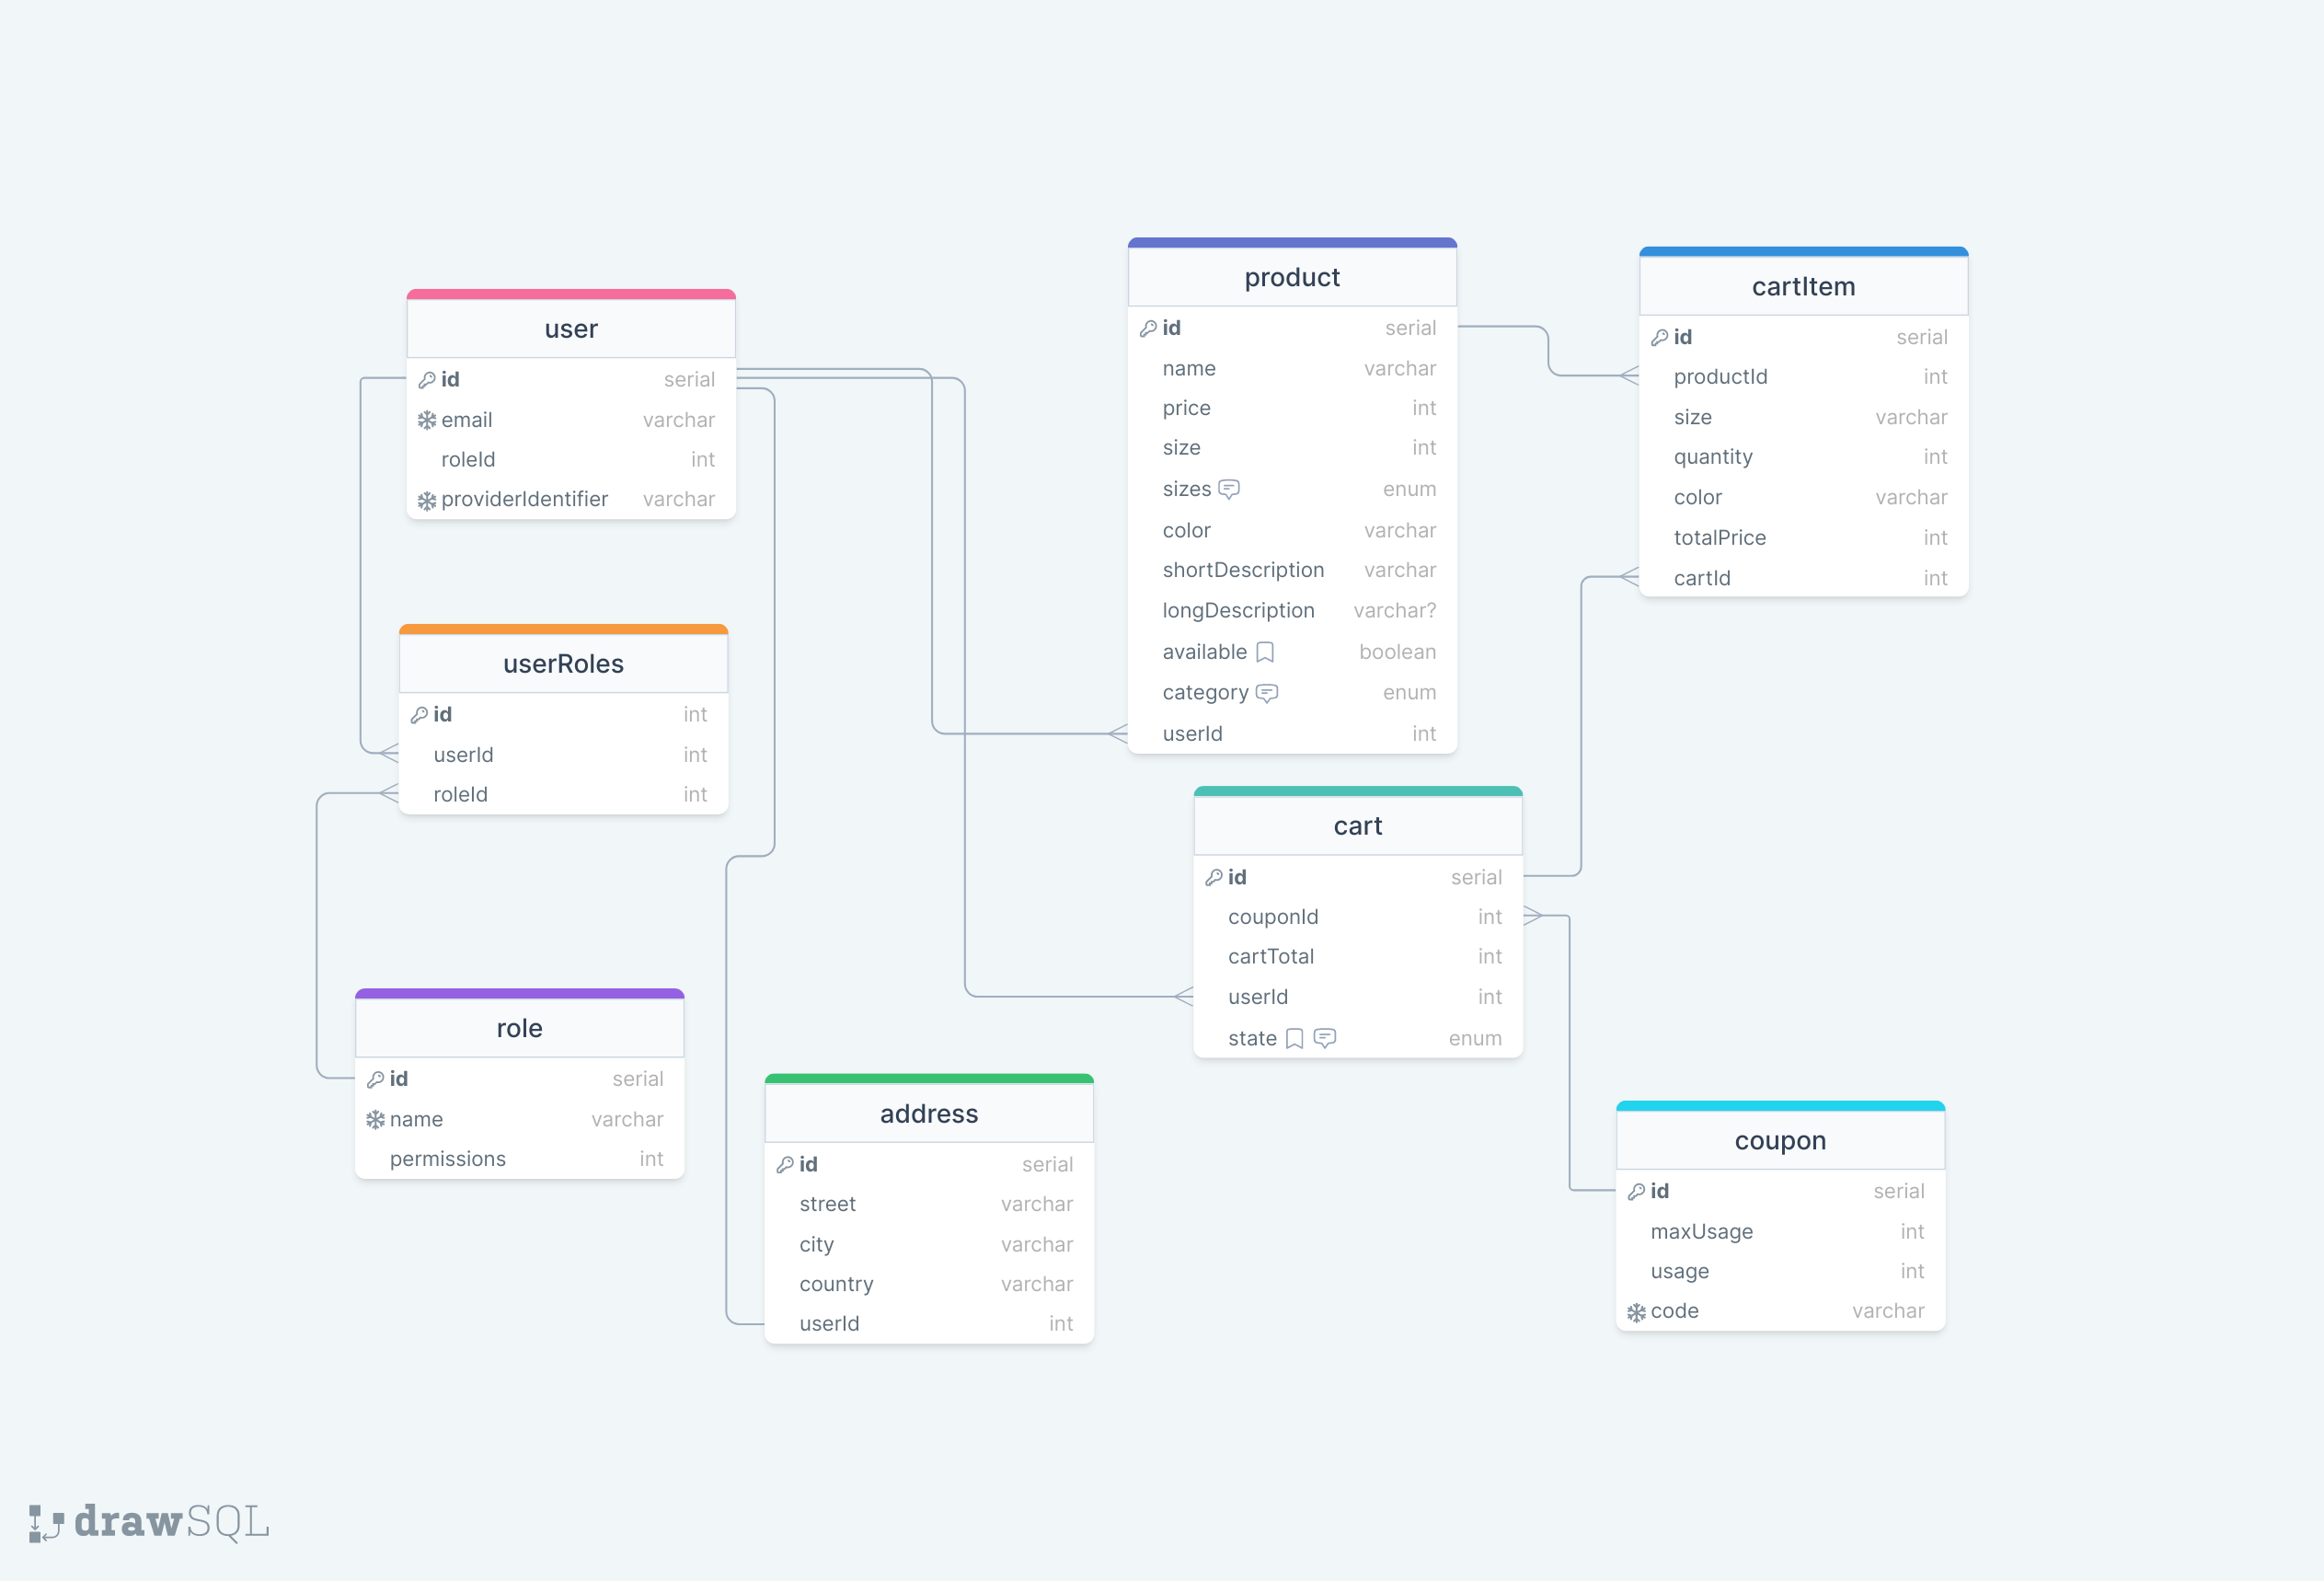 user
id serial
email varchar
roleId int
providerIdentifier varchar
userRoles
id int
userId int
roleId int
role
id serial
name varchar
permissions int
address
id serial
street varchar
city varchar
country varchar
userId int
product
id serial
name varchar
price int
size int
sizes enum
color varchar
shortDescription varchar
longDescription varchar?
available boolean
category enum
userId int
cart
id serial
couponId int
cartTotal int
userId int
state enum
cartItem
id serial
productId int
size varchar
quantity int
color varchar
totalPrice int
cartId int
coupon
id serial
maxUsage int
usage int
code varchar
drawSQL